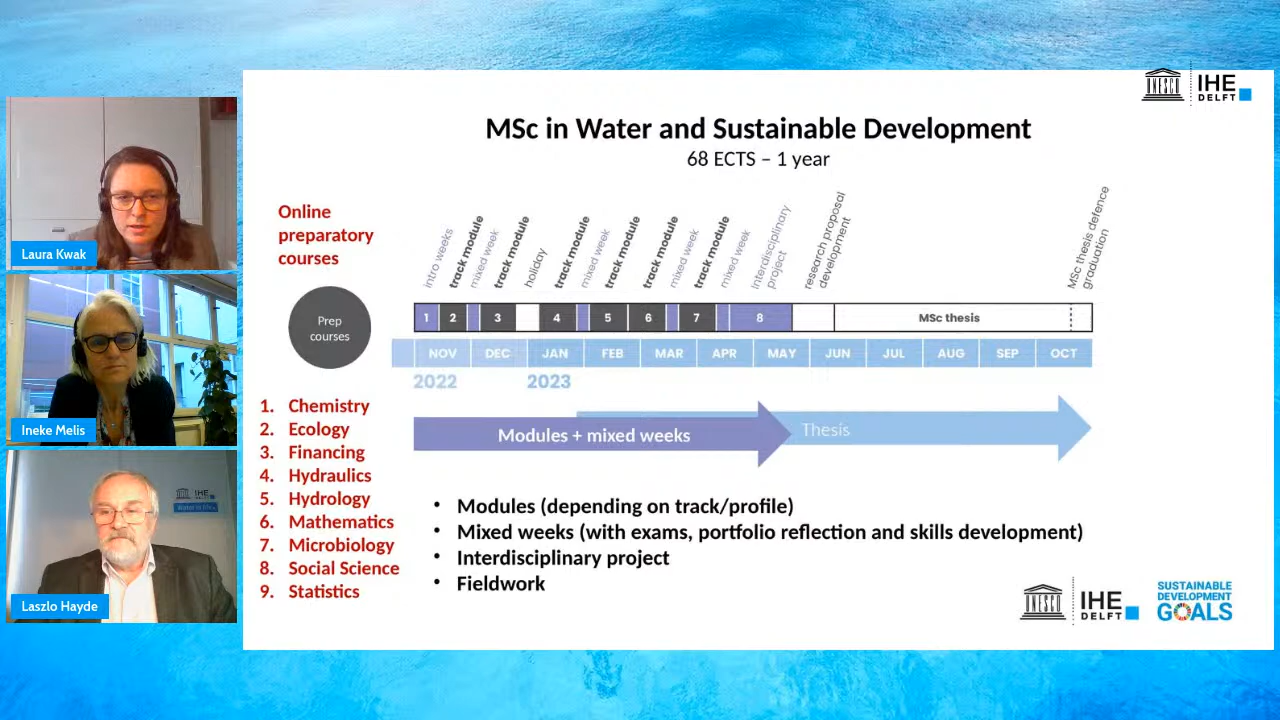 UNESCO
IHE
DELFT
MSc in Water and Sustainable Development
68 ECTS – 1 year
Online
preparatory
courses
intro weeks
track module
mixed week
track module
holiday
track module
mixed week
track module
track module
mixed week
track module
mixed week
interdisciplinary
project
research proposal
development
MSc thesis defence
graduation
Prep
courses
1 2 3 4 5 6 7 8 MSc thesis
NOV DEC JAN FEB MAR APR MAY JUN JUL AUG SEP OCT
2022 2023
Modules + mixed weeks
Thesis
1. Chemistry
2. Ecology
3. Financing
4. Hydraulics
5. Hydrology
6. Mathematics
7. Microbiology
8. Social Science
9. Statistics
• Modules (depending on track/profile)
• Mixed weeks (with exams, portfolio reflection and skills development)
• Interdisciplinary project
• Fieldwork
UNESCO
IHE
DELFT
SUSTAINABLE
DEVELOPMENT
GOALS
Laura Kwak
Ineke Melis
IHE
Water is life.
Laszlo Hayde